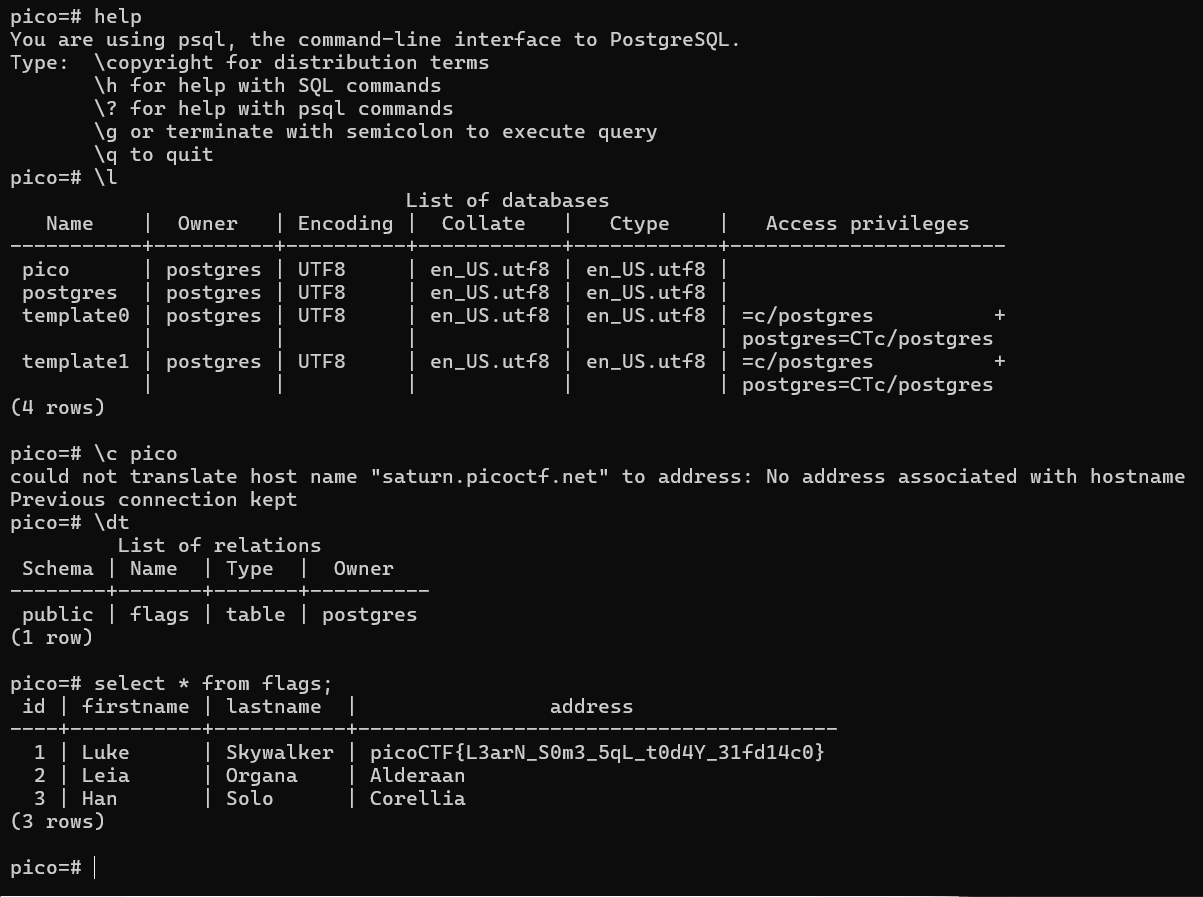 pico=# help
You are using psql, the command-line interface to PostgreSQL.
Type:  \copyright for distribution terms
       \h for help with SQL commands
       \? for help with psql commands
       \g or terminate with semicolon to execute query
       \q to quit
pico=# \l
                                 List of databases
   Name    |  Owner   | Encoding |  Collate   |   Ctype    |   Access privileges
-----------+----------+----------+------------+------------+-----------------------
 pico      | postgres | UTF8     | en_US.utf8 | en_US.utf8 |
 postgres  | postgres | UTF8     | en_US.utf8 | en_US.utf8 |
 template0 | postgres | UTF8     | en_US.utf8 | en_US.utf8 | =c/postgres          +
           |          |          |            |            | postgres=CTc/postgres
 template1 | postgres | UTF8     | en_US.utf8 | en_US.utf8 | =c/postgres          +
           |          |          |            |            | postgres=CTc/postgres
(4 rows)

pico=# \c pico
could not translate host name "saturn.picoctf.net" to address: No address associated with hostname
Previous connection kept
pico=# \dt
         List of relations
 Schema | Name  | Type  |  Owner
--------+-------+-------+----------
 public | flags | table | postgres
(1 row)

pico=# select * from flags;
 id | firstname | lastname  |                address
----+-----------+-----------+----------------------------------------
  1 | Luke      | Skywalker | picoCTF{L3arN_S0m3_5qL_t0d4Y_31fd14c0}
  2 | Leia      | Organa    | Alderaan
  3 | Han       | Solo      | Corellia
(3 rows)

pico=#